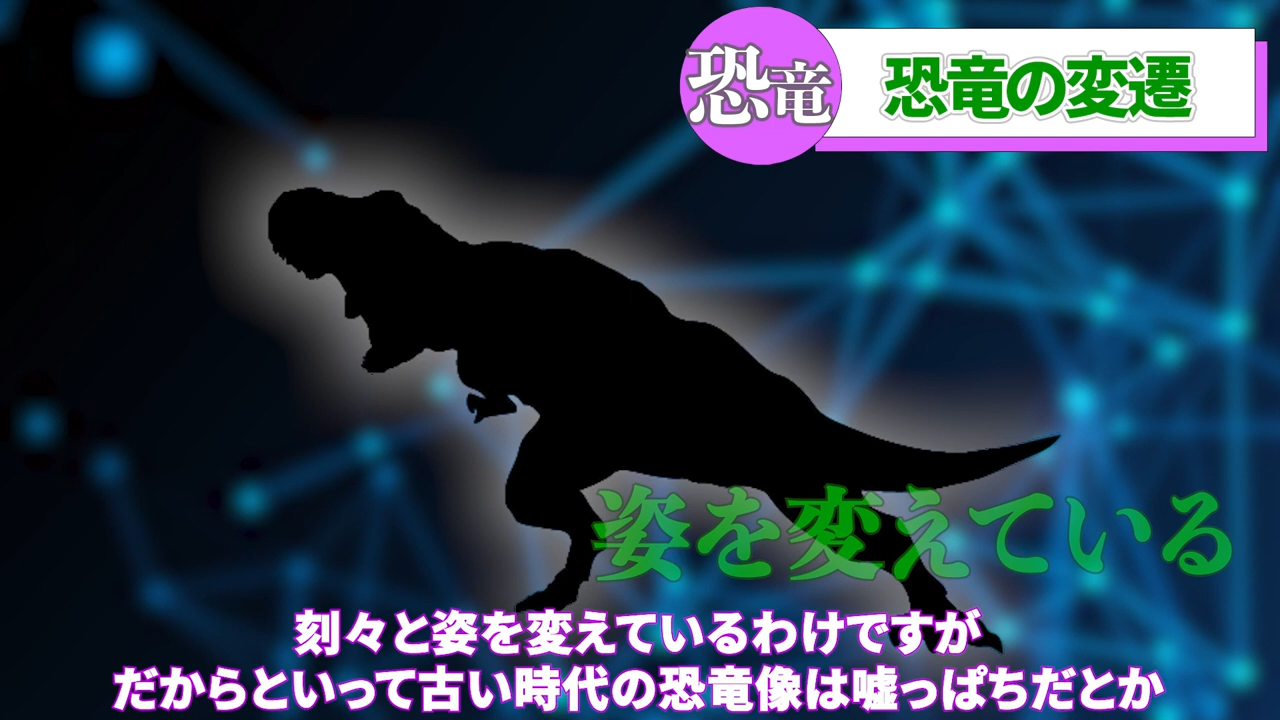 恐竜
恐竜の変遷
姿を変えている
刻々と姿を変えているわけですが
だからといって古い時代の恐竜像は嘘っぱちだとか